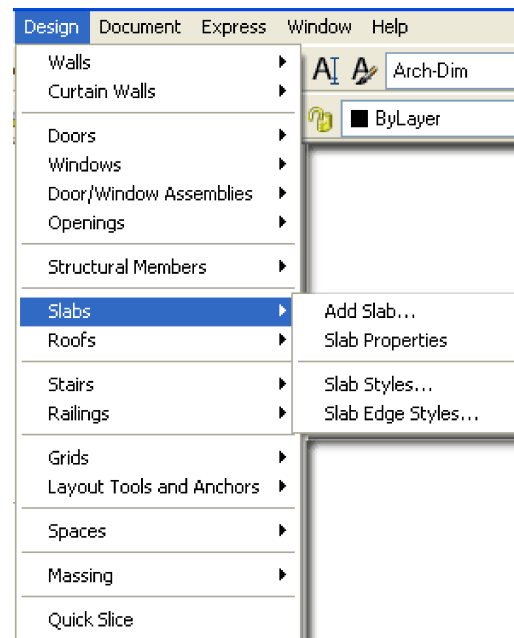 Design Document Express Window Help
Arch-Dim
ByLayer
Walls
Curtain Walls
Doors
Windows
Door/Window Assemblies
Openings
Structural Members
Slabs
Roofs
Stairs
Railings
Grids
Layout Tools and Anchors
Spaces
Massing
Quick Slice
Add Slab...
Slab Properties
Slab Styles...
Slab Edge Styles...